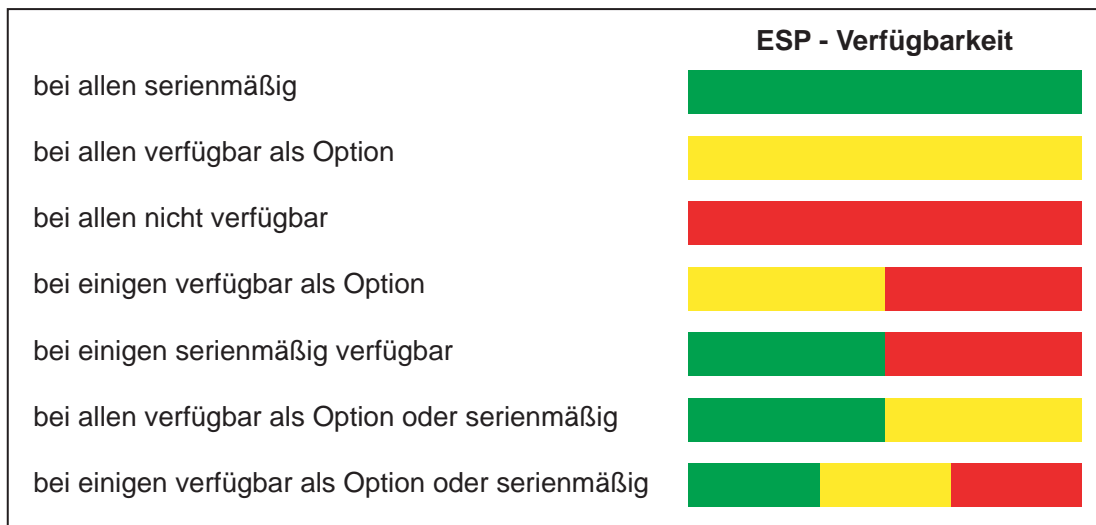 ESP - Verfügbarkeit
bei allen serienmäßig
bei allen verfügbar als Option
bei allen nicht verfügbar
bei einigen verfügbar als Option
bei einigen serienmäßig verfügbar
bei allen verfügbar als Option oder serienmäßig
bei einigen verfügbar als Option oder serienmäßig